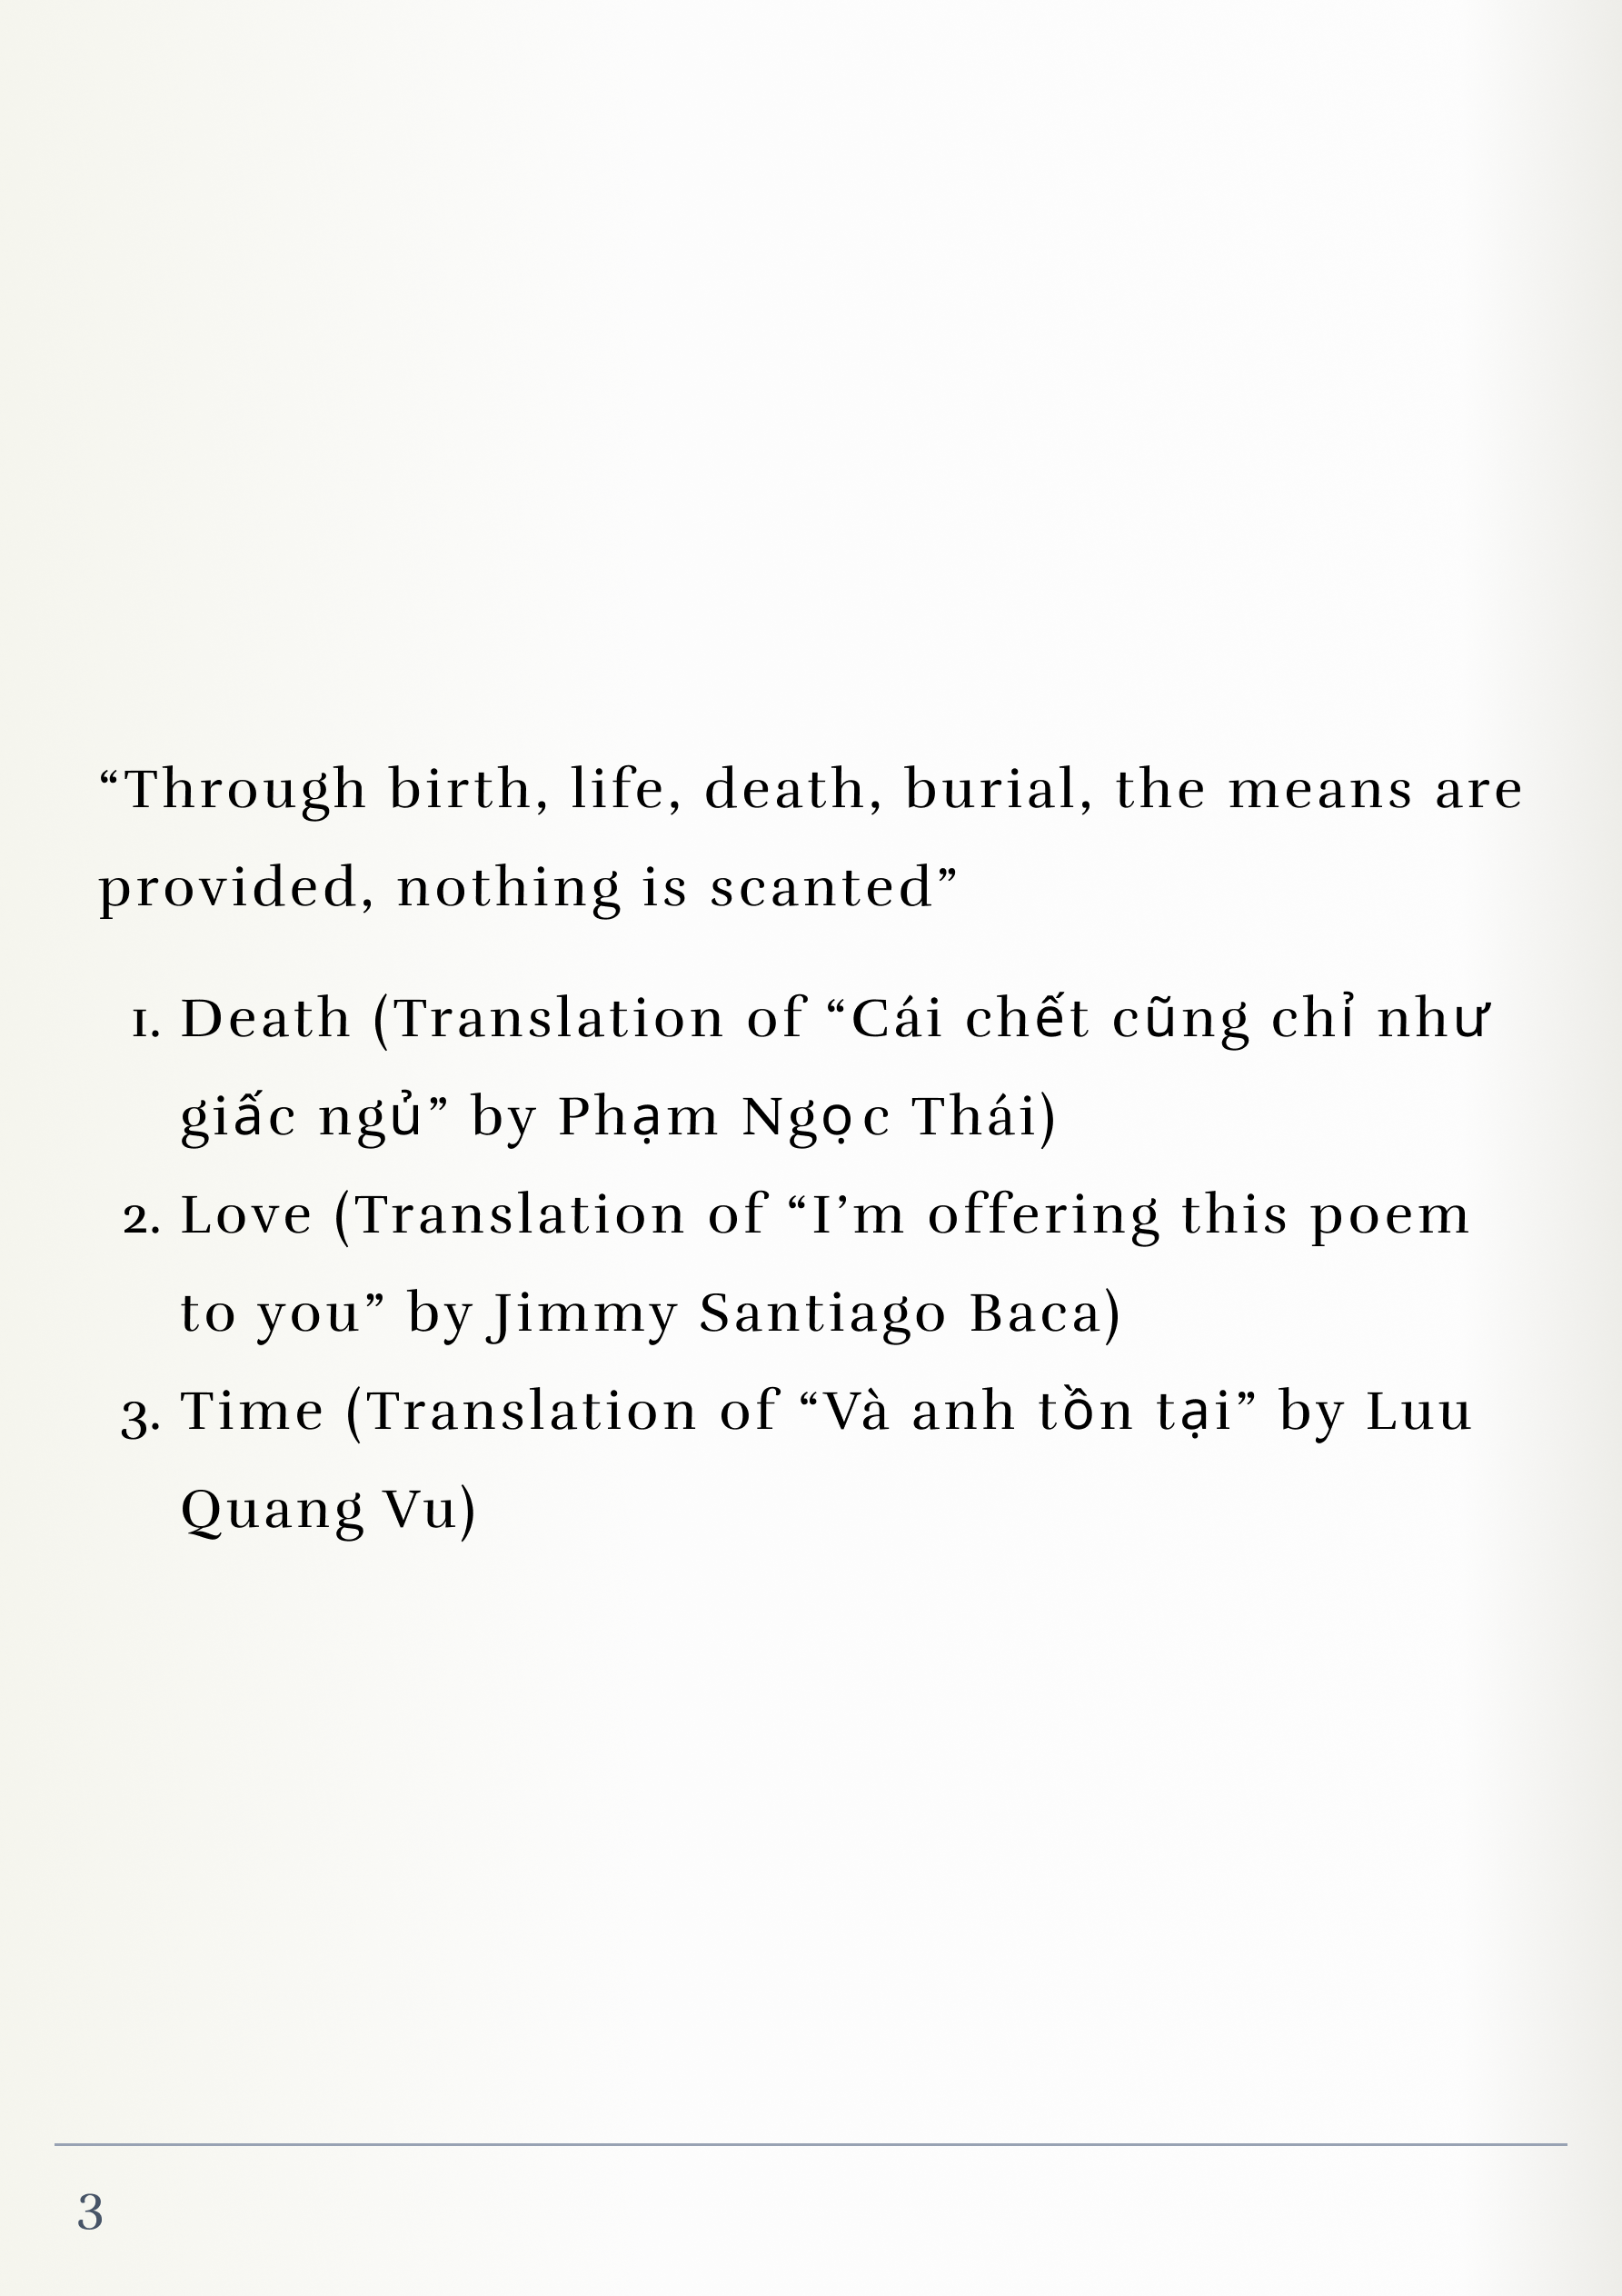 “Through birth, life, death, burial, the means are
provided, nothing is scanted”
1. Death (Translation of “Cái chết cũng chỉ như
giấc ngủ” by Phạm Ngọc Thái)
2. Love (Translation of “I’m offering this poem
to you” by Jimmy Santiago Baca)
3. Time (Translation of “Và anh tồn tại” by Luu
Quang Vu)
3